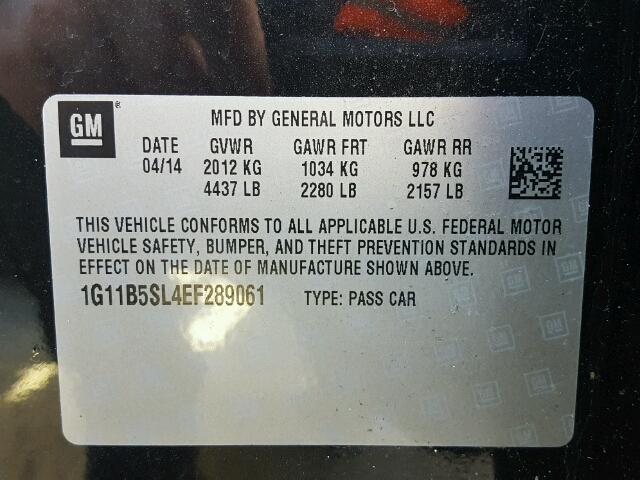 GM ® MFD BY GENERAL MOTORS LLC
DATE GVWR GAWR FRT GAWR RR
04/14 2012 KG 1034 KG 978 KG
4437 LB 2280 LB 2157 LB
THIS VEHICLE CONFORMS TO ALL APPLICABLE U.S. FEDERAL MOTOR
VEHICLE SAFETY, BUMPER, AND THEFT PREVENTION STANDARDS IN
EFFECT ON THE DATE OF MANUFACTURE SHOWN ABOVE.
1G11B5SL4EF289061 TYPE: PASS CAR